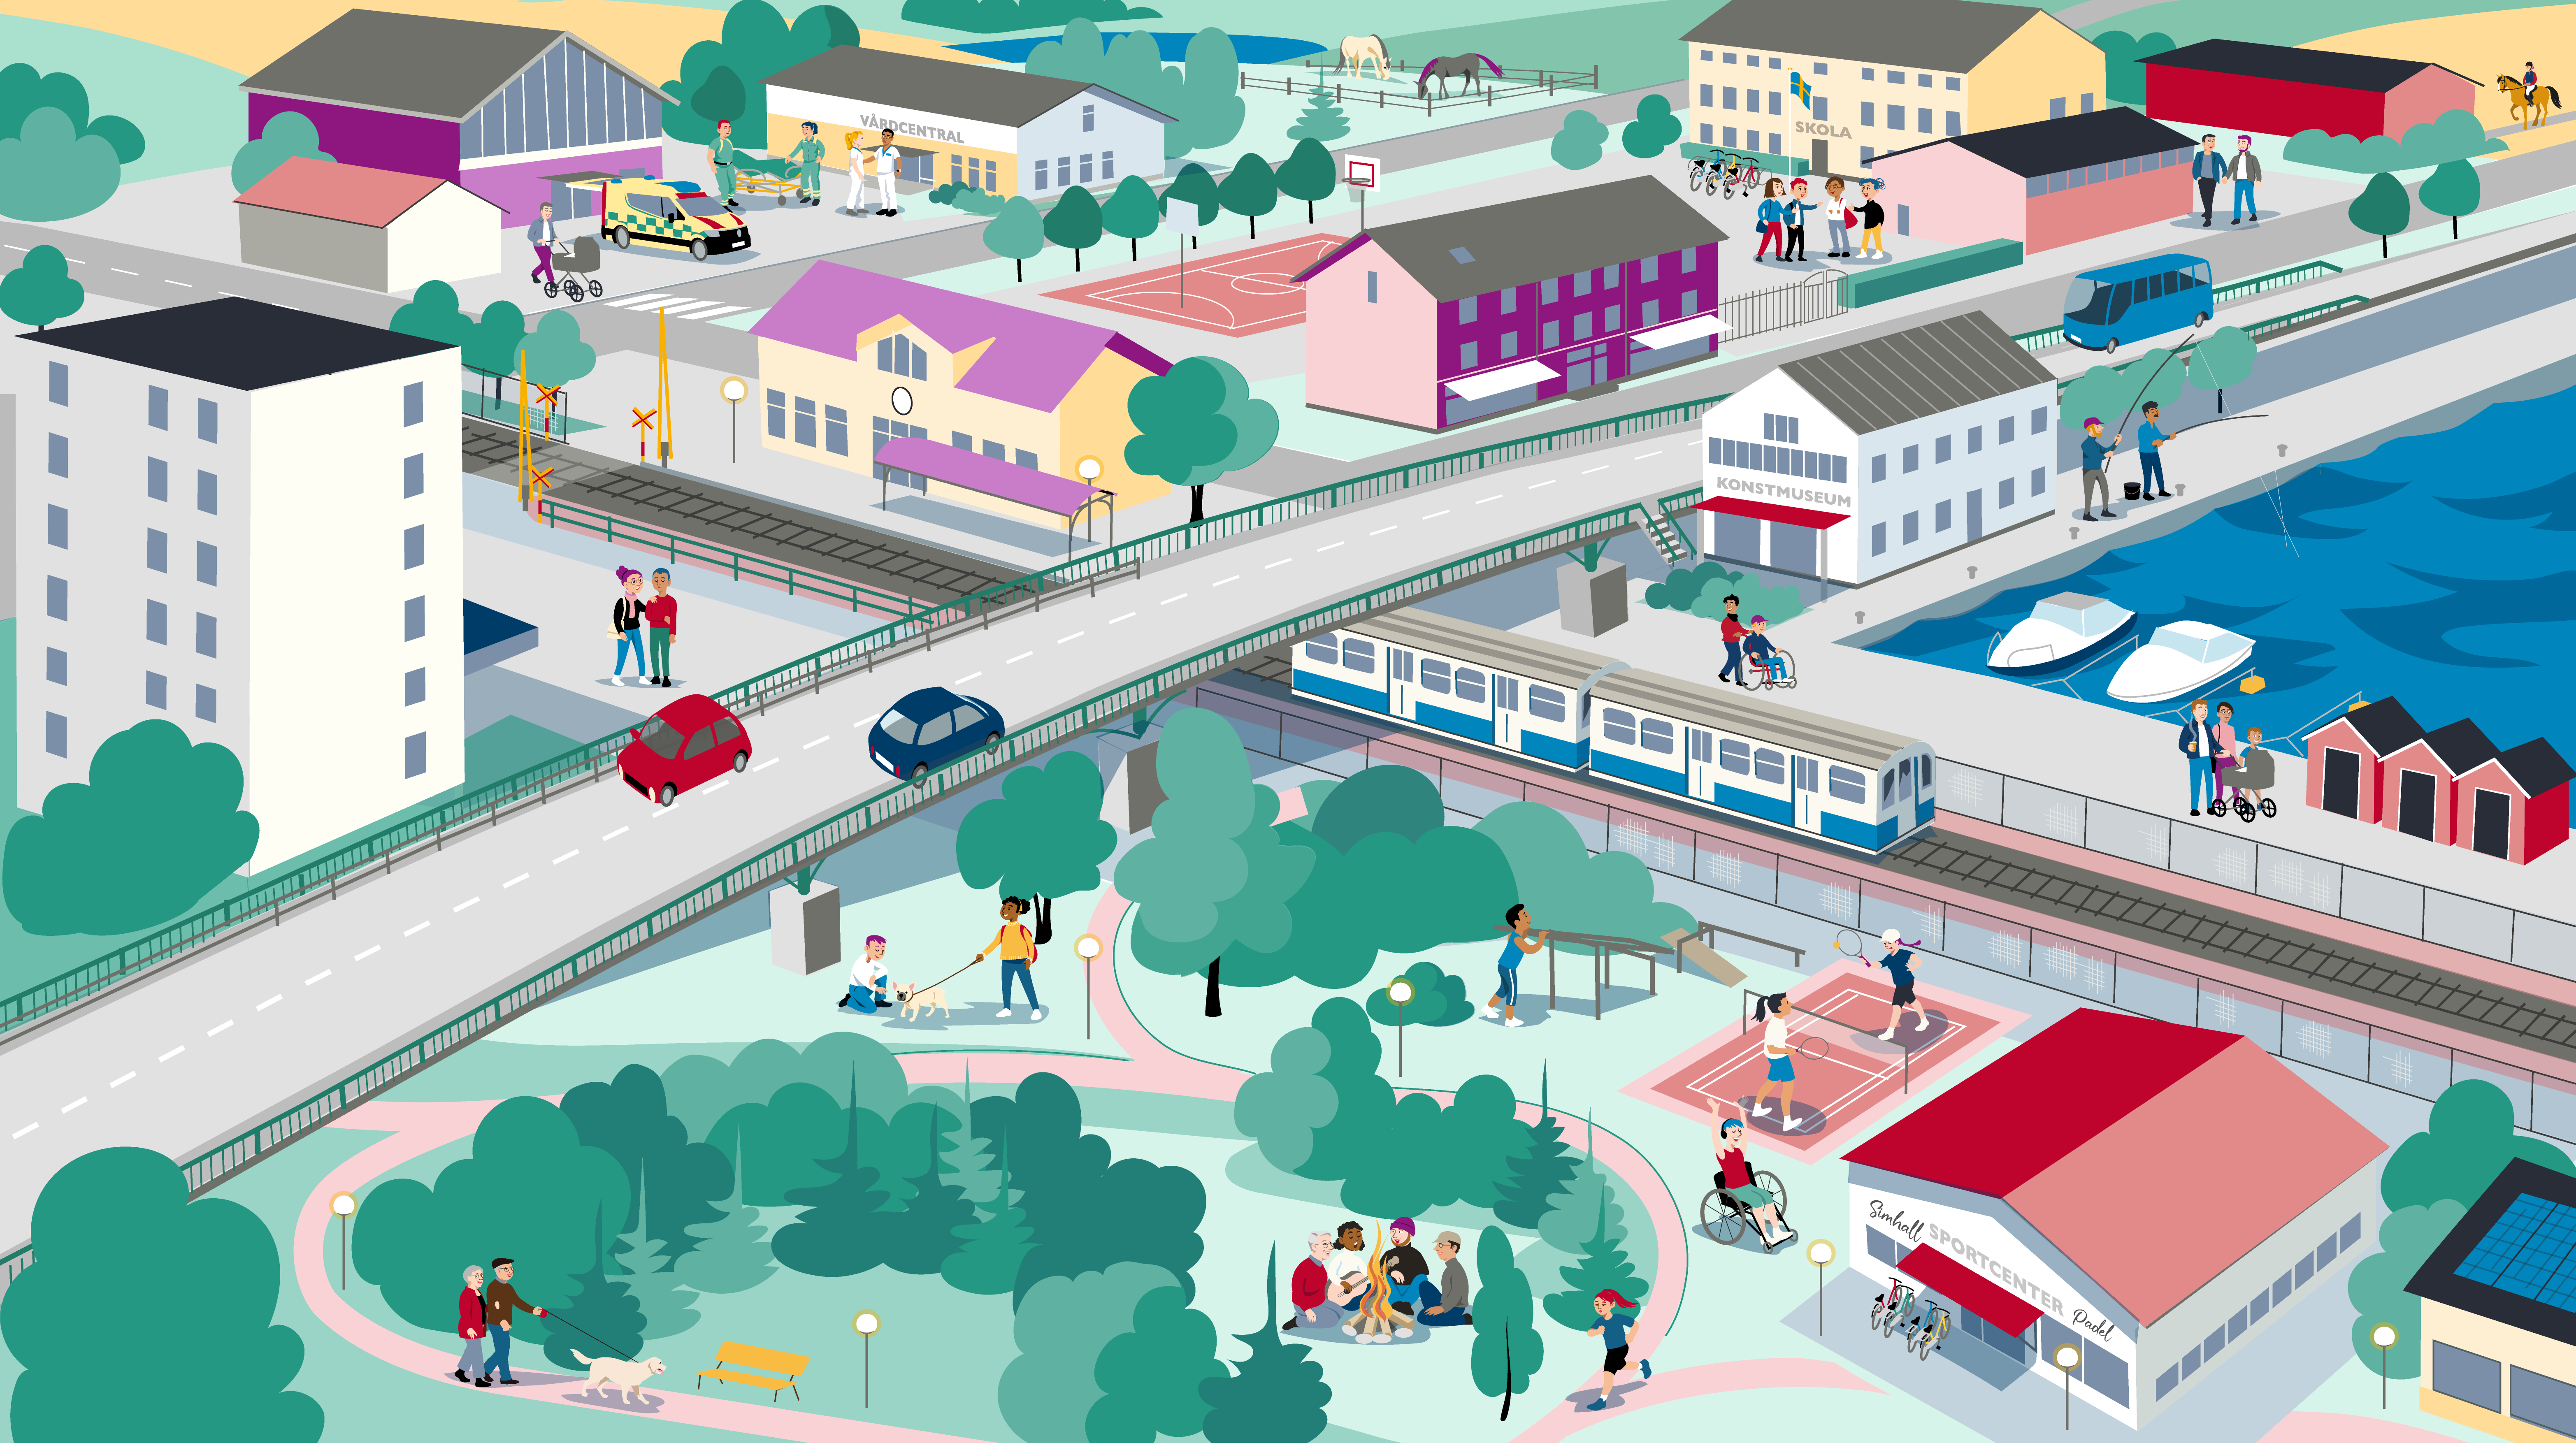 VÅRDCENTRAL
SKOLA
KONSTMUSEUM
Simhall SPORTCENTER Padel